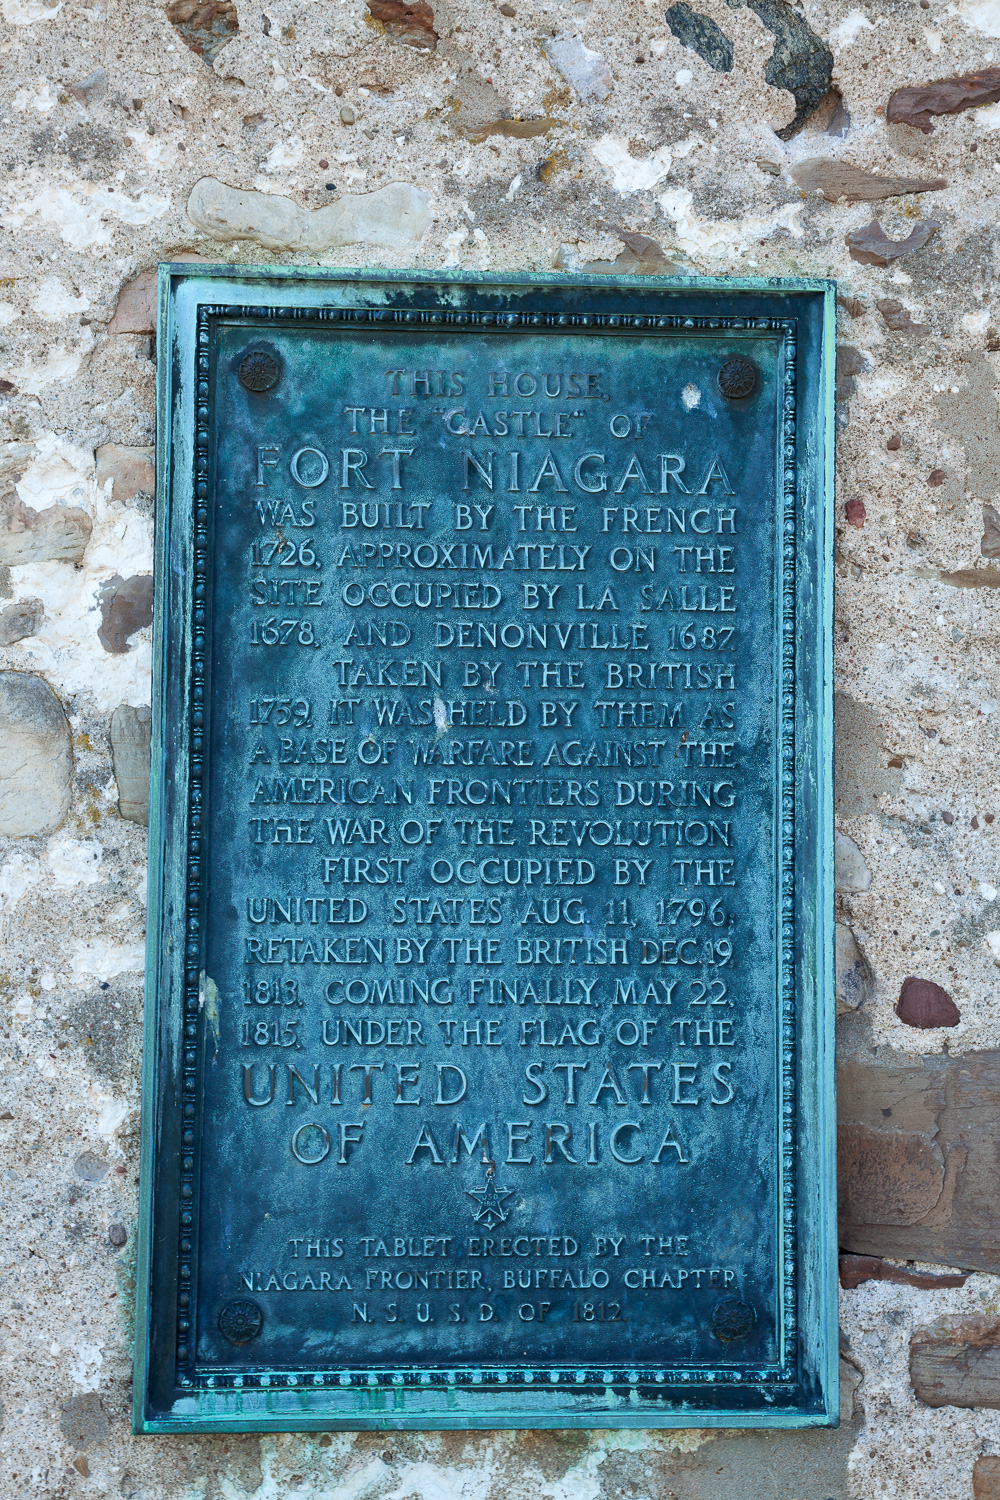 THIS HOUSE,
THE "CASTLE" OF
FORT NIAGARA
WAS BUILT BY THE FRENCH
1726, APPROXIMATELY ON THE
SITE OCCUPIED BY LA SALLE
1678, AND DENONVILLE 1687.
TAKEN BY THE BRITISH
1759, IT WAS HELD BY THEM AS
A BASE OF WARFARE AGAINST THE
AMERICAN FRONTIERS DURING
THE WAR OF THE REVOLUTION
FIRST OCCUPIED BY THE
UNITED STATES AUG. 11, 1796;
RETAKEN BY THE BRITISH DEC. 19
1813, COMING FINALLY, MAY 22,
1815, UNDER THE FLAG OF THE
UNITED STATES
OF AMERICA
THIS TABLET ERECTED BY THE
NIAGARA FRONTIER, BUFFALO CHAPTER
N. S. U. S. D. OF 1812.